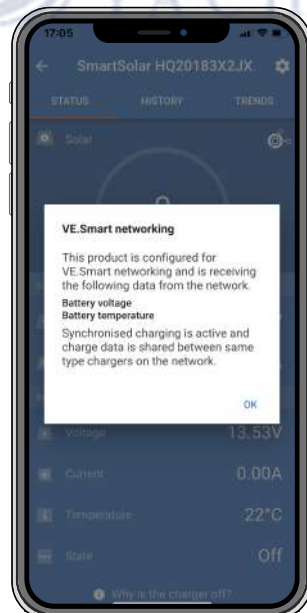 17:05
SmartSolar HQ20183X2JX
STATUS HISTORY TRENDS
Solar
VE.Smart networking
This product is configured for
VE.Smart networking and is receiving
the following data from the network.
Battery voltage
Battery temperature
Synchronised charging is active and
charge data is shared between same
type chargers on the network.
OK
Voltage 13.53V
Current 0.00A
Temperature 22°C
State Off
Why is the charger off?